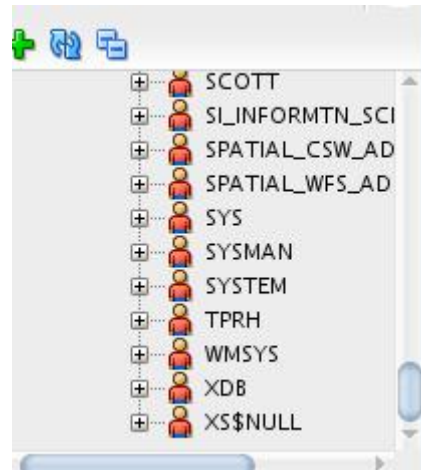 SCOTT
SI_INFORMTN_SCI
SPATIAL_CSW_AD
SPATIAL_WFS_AD
SYS
SYSMAN
SYSTEM
TPRH
WMSYS
XDB
XS$NULL